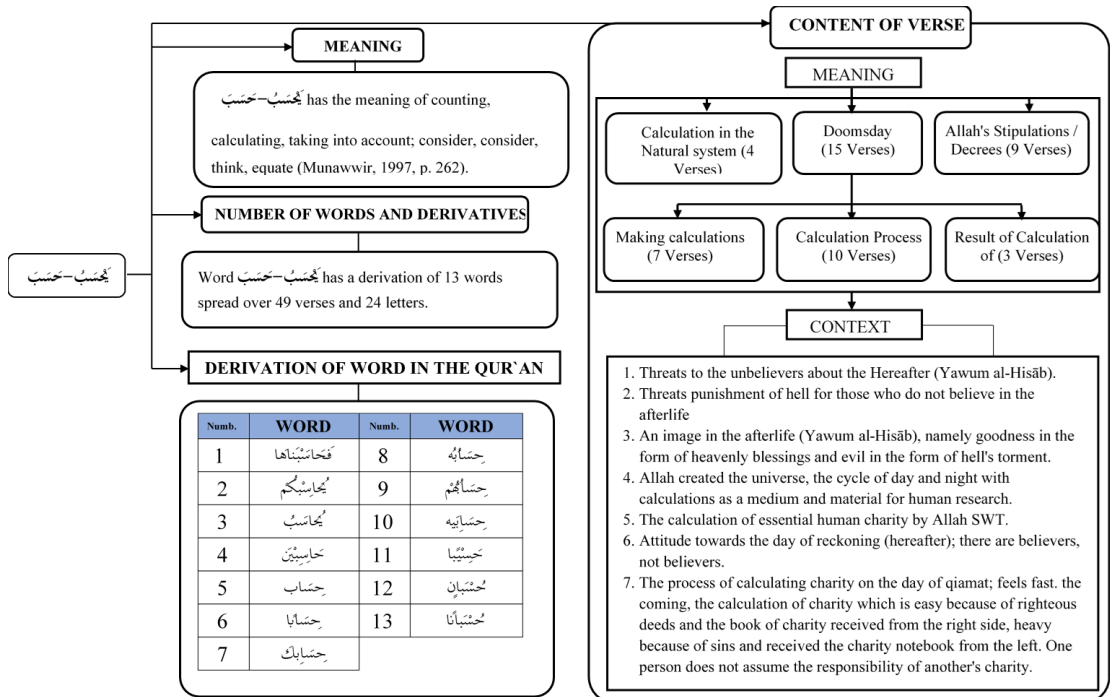 CONTENT OF VERSE
MEANING
يَحْسَبُ–حَسَبَ has the meaning of counting,
calculating, taking into account; consider, consider,
think, equate (Munawwir, 1997, p. 262).
NUMBER OF WORDS AND DERIVATIVES
Word يَحْسَبُ–حَسَبَ has a derivation of 13 words
spread over 49 verses and 24 letters.
يَحْسَبُ–حَسَبَ
DERIVATION OF WORD IN THE QUR`AN
Numb. WORD Numb. WORD
1 فَحَاسَبْنَاهَا 8 حِسَابُه
2 يُحاسِبْكُم 9 حِسَابُهُمْ
3 يُحاسَبُ 10 حِسَابِيَه
4 حَاسِبِيْنَ 11 حَسِيْبًا
5 حِساب 12 حُسْبَانٍ
6 حِسَابًا 13 حُسْبَانًا
7 حِسَابِكَ
MEANING
Calculation in the
Natural system (4
Verses)
Doomsday
(15 Verses)
Allah's Stipulations /
Decrees (9 Verses)
Making calculations
(7 Verses)
Calculation Process
(10 Verses)
Result of Calculation
of (3 Verses)
CONTEXT
1. Threats to the unbelievers about the Hereafter (Yawum al-Hisāb).
2. Threats punishment of hell for those who do not believe in the
afterlife
3. An image in the afterlife (Yawum al-Hisāb), namely goodness in the
form of heavenly blessings and evil in the form of hell's torment.
4. Allah created the universe, the cycle of day and night with
calculations as a medium and material for human research.
5. The calculation of essential human charity by Allah SWT.
6. Attitude towards the day of reckoning (hereafter); there are believers,
not believers.
7. The process of calculating charity on the day of qiamat; feels fast. the
coming, the calculation of charity which is easy because of righteous
deeds and the book of charity received from the right side, heavy
because of sins and received the charity notebook from the left. One
person does not assume the responsibility of another's charity.